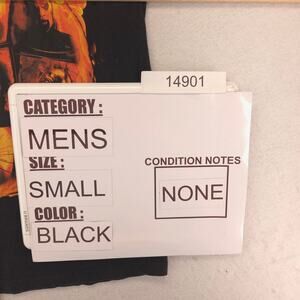 14901
CATEGORY :
MENS
SIZE :
CONDITION NOTES
SMALL
NONE
COLOR :
BLACK